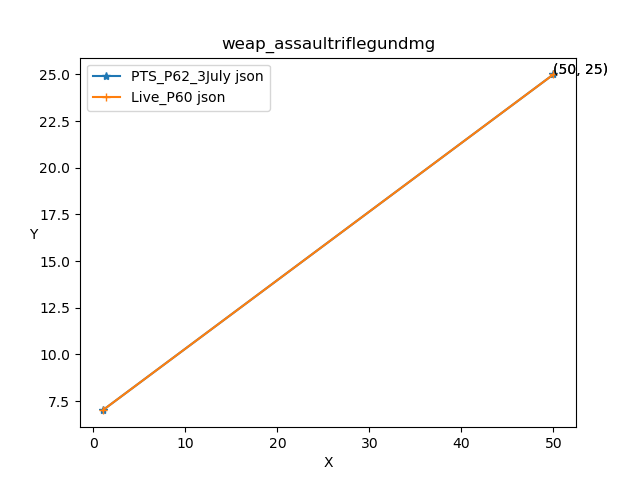 weap_assaultriflegundmg
PTS_P62_3July json
Live_P60 json
(50, 25)
25.0
22.5
20.0
17.5
15.0
12.5
10.0
7.5
Y
0 10 20 30 40 50
X